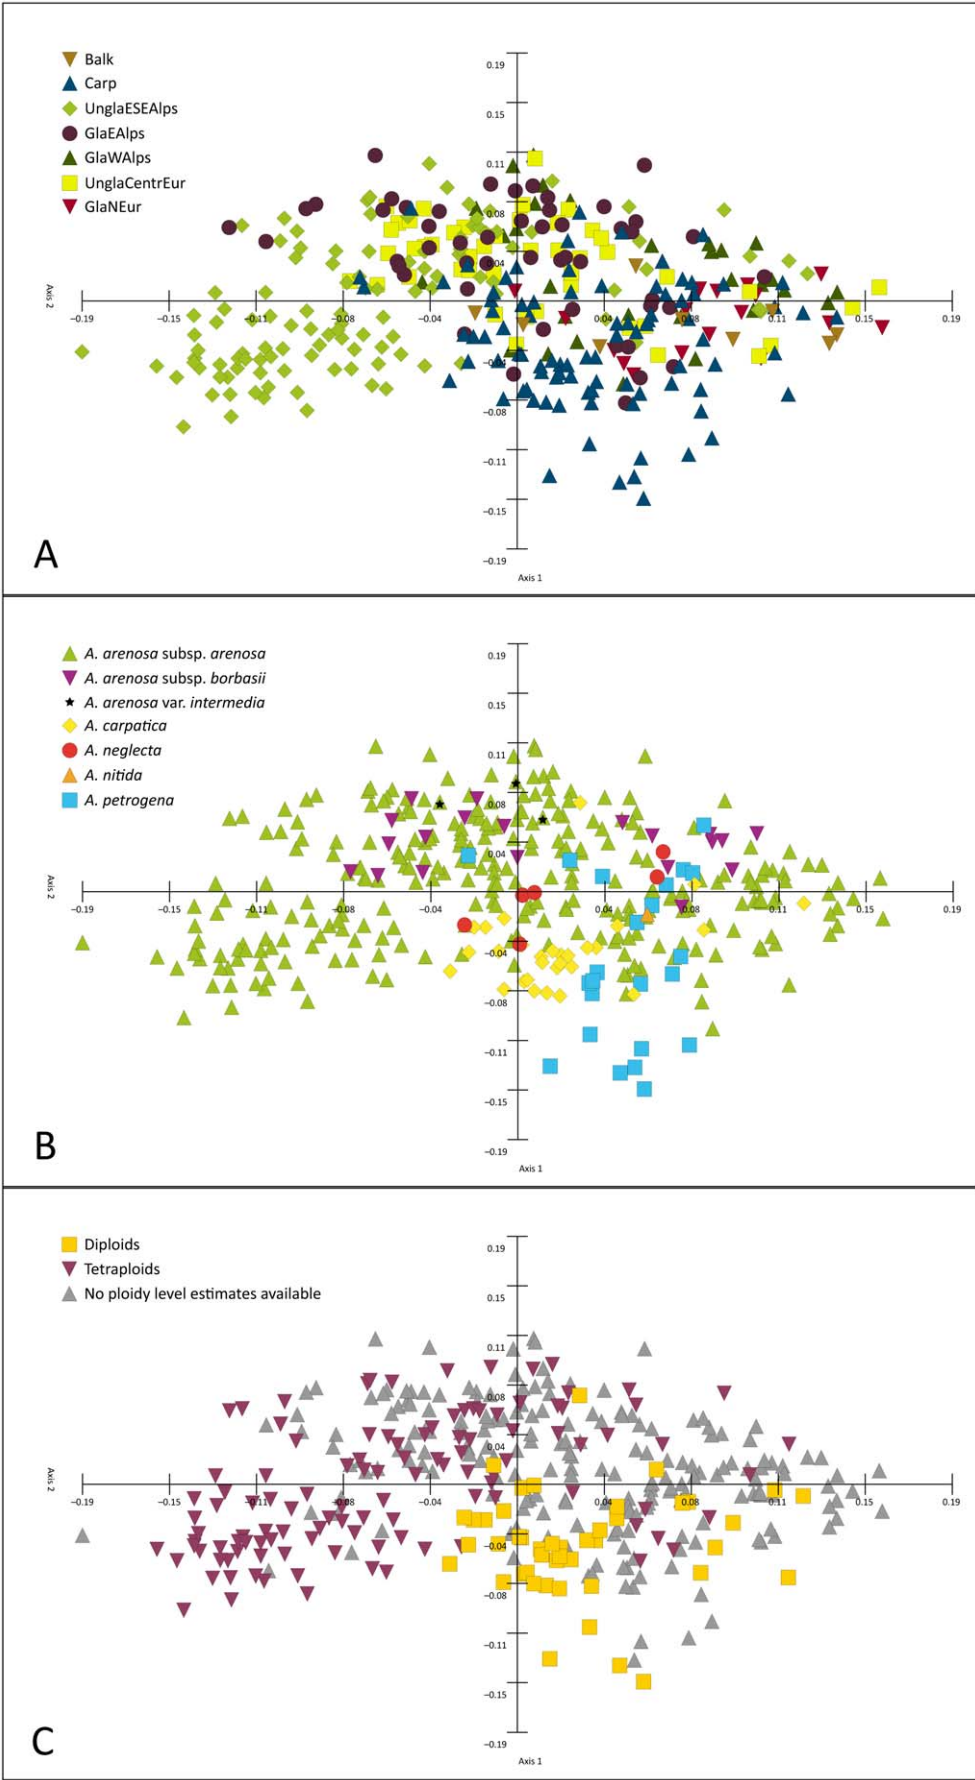 Balk
Carp
UnglaESEAlps
GlaEAlps
GlaWAlps
UnglaCentrEur
GlaNEur
0.19
0.15
0.11
0.08
0.04
Axis 2
−0.19 −0.15 −0.11 −0.08 −0.04 0.04 0.08 0.11 0.15 0.19
−0.04
−0.08
−0.11
−0.15
−0.19
Axis 1
A
A. arenosa subsp. arenosa
A. arenosa subsp. borbasii
A. arenosa var. intermedia
A. carpatica
A. neglecta
A. nitida
A. petrogena
0.19
0.15
0.11
0.08
0.04
Axis 2
−0.19 −0.15 −0.11 −0.08 −0.04 0.04 0.08 0.11 0.15 0.19
−0.04
−0.08
−0.11
−0.15
−0.19
Axis 1
B
Diploids
Tetraploids
No ploidy level estimates available
0.19
0.15
0.11
0.08
0.04
Axis 2
−0.19 −0.15 −0.11 −0.08 −0.04 0.04 0.08 0.11 0.15 0.19
−0.04
−0.08
−0.11
−0.15
−0.19
Axis 1
C